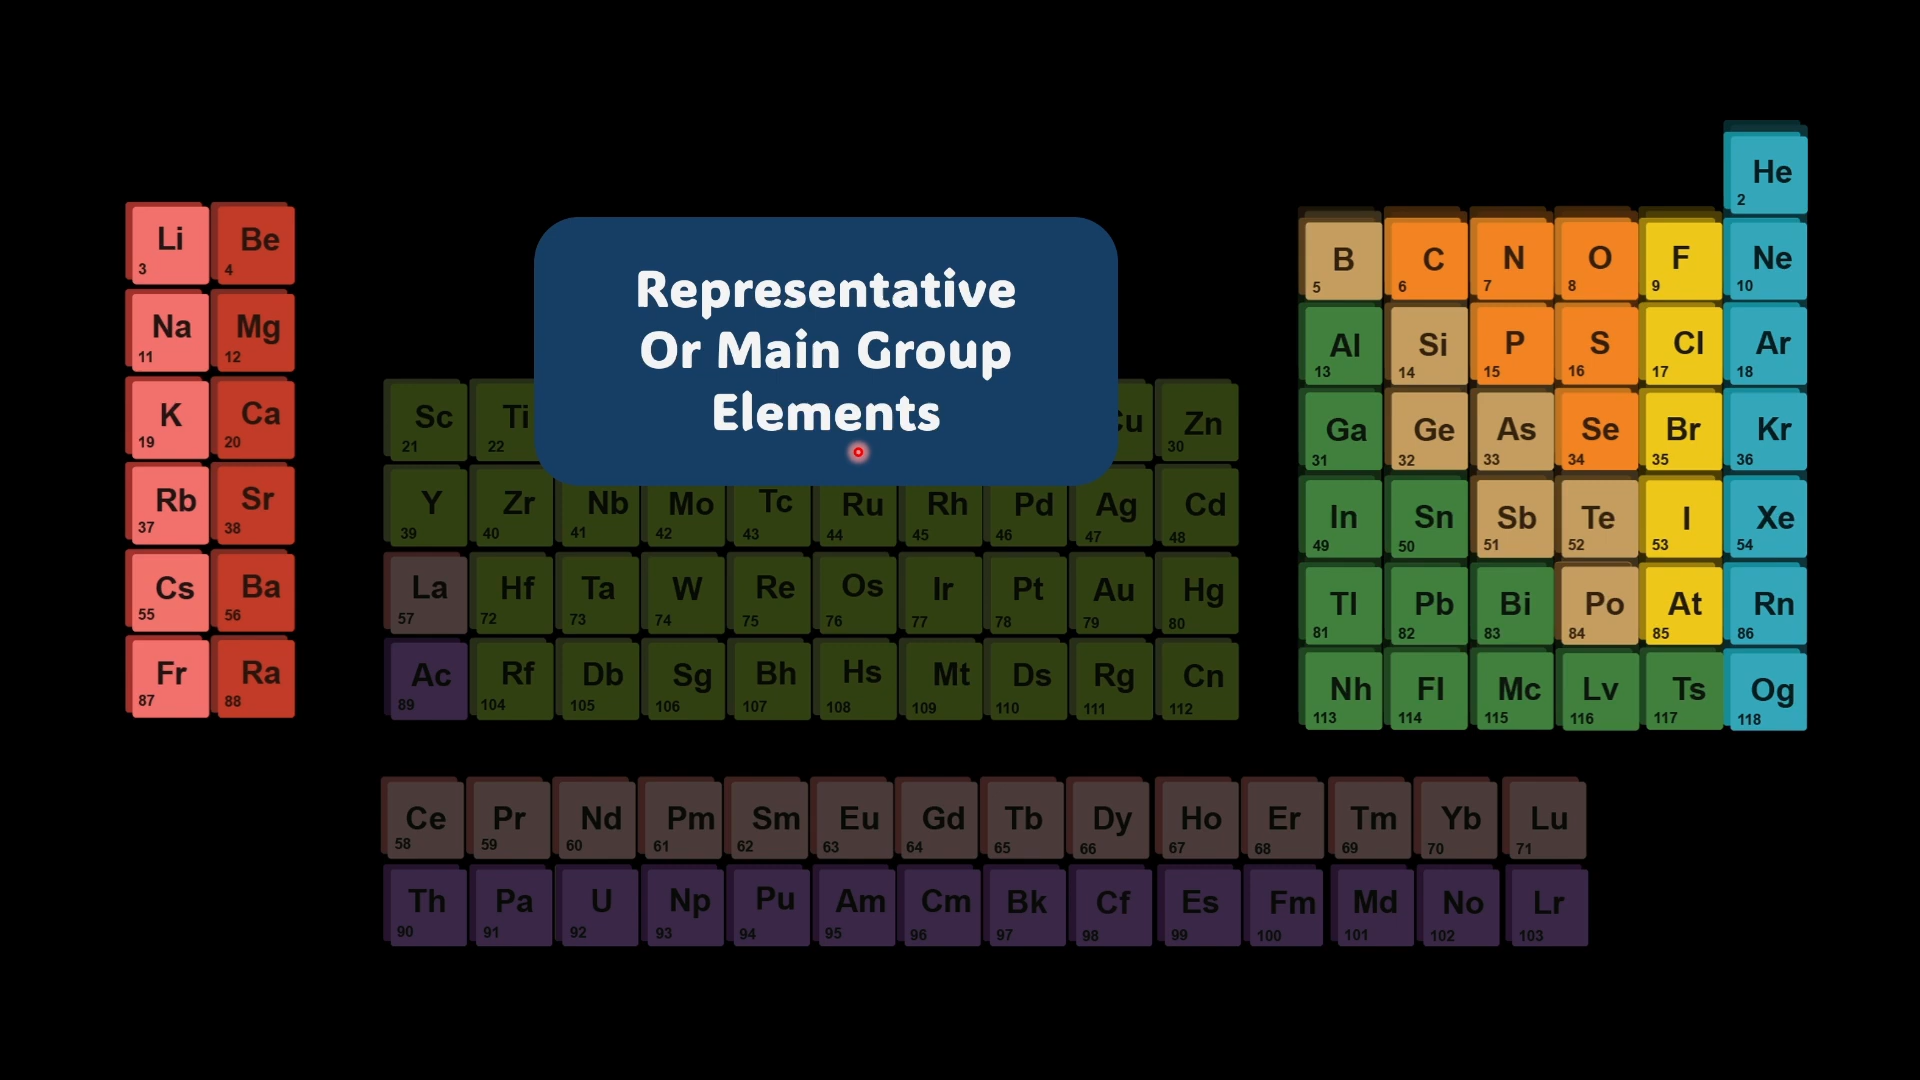 He
2
Li Be B C N O F Ne
3 4 5 6 7 8 9 10
Representative
Or Main Group
Elements
Na Mg Al Si P S Cl Ar
11 12 13 14 15 16 17 18
K Ca Sc Ti Zn Ga Ge As Se Br Kr
19 20 21 22 30 31 32 33 34 35 36
Rb Sr Y Zr Nb Mo Tc Ru Rh Pd Ag Cd In Sn Sb Te I Xe
37 38 39 40 41 42 43 44 45 46 47 48 49 50 51 52 53 54
Cs Ba La Hf Ta W Re Os Ir Pt Au Hg Tl Pb Bi Po At Rn
55 56 57 72 73 74 75 76 77 78 79 80 81 82 83 84 85 86
Fr Ra Ac Rf Db Sg Bh Hs Mt Ds Rg Cn Nh Fl Mc Lv Ts Og
87 88 89 104 105 106 107 108 109 110 111 112 113 114 115 116 117 118
Ce Pr Nd Pm Sm Eu Gd Tb Dy Ho Er Tm Yb Lu
58 59 60 61 62 63 64 65 66 67 68 69 70 71
Th Pa U Np Pu Am Cm Bk Cf Es Fm Md No Lr
90 91 92 93 94 95 96 97 98 99 100 101 102 103